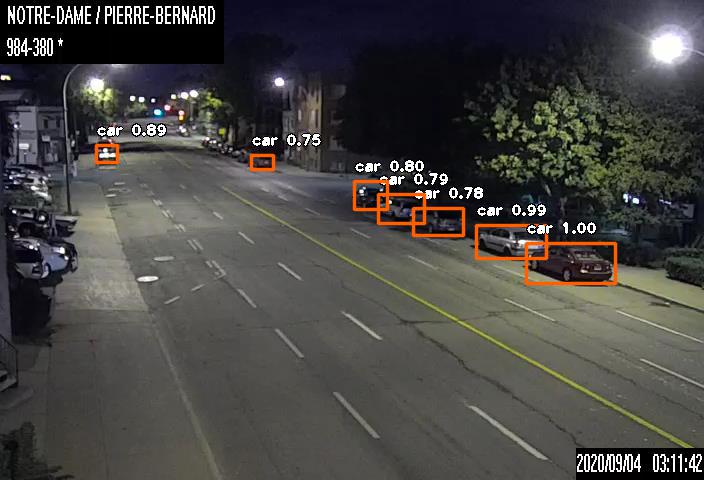 NOTRE-DAME / PIERRE-BERNARD
984-380 *
car 0.89
car 0.75
car 0.80
car 0.79
car 0.78
car 0.99
car 1.00
2020/09/04 03:11:42